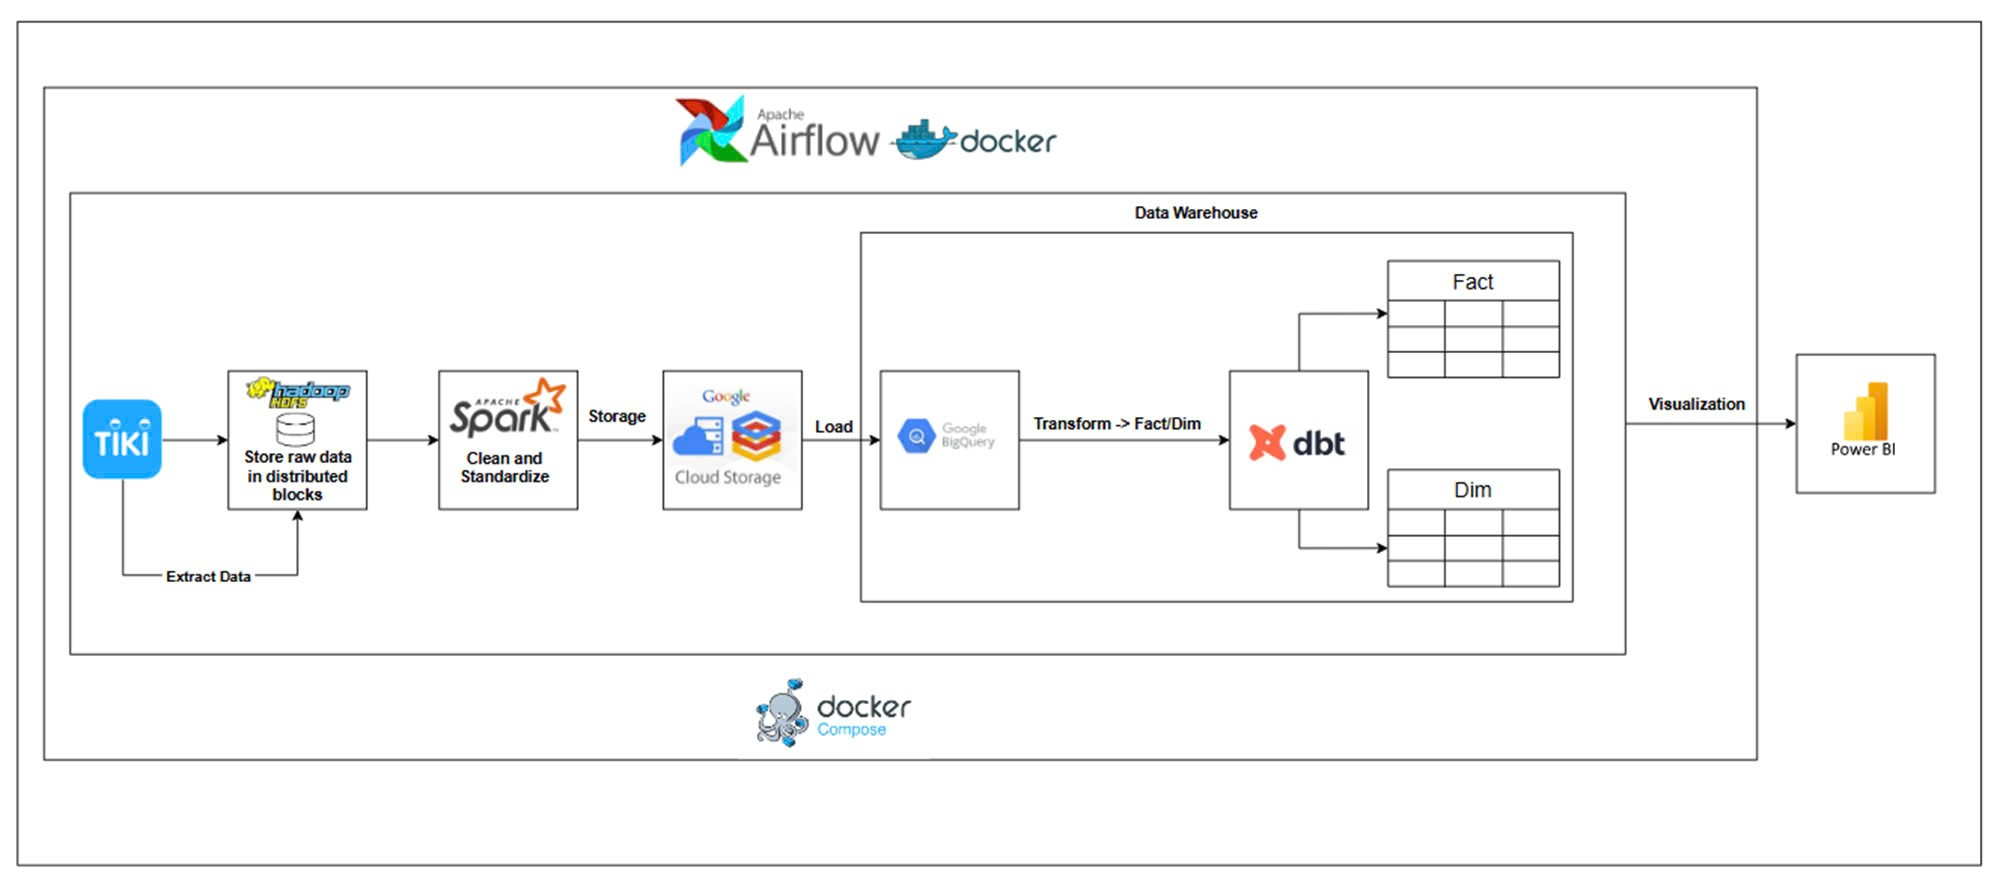 Apache
Airflow
docker
Data Warehouse
Fact
TIKI
hadoop
HDFS
Store raw data
in distributed
blocks
APACHE
Spark
Clean and
Standardize
Storage
Google
Cloud Storage
Load
Google
BigQuery
Transform -> Fact/Dim
dbt
Dim
Extract Data
Visualization
Power BI
docker
Compose